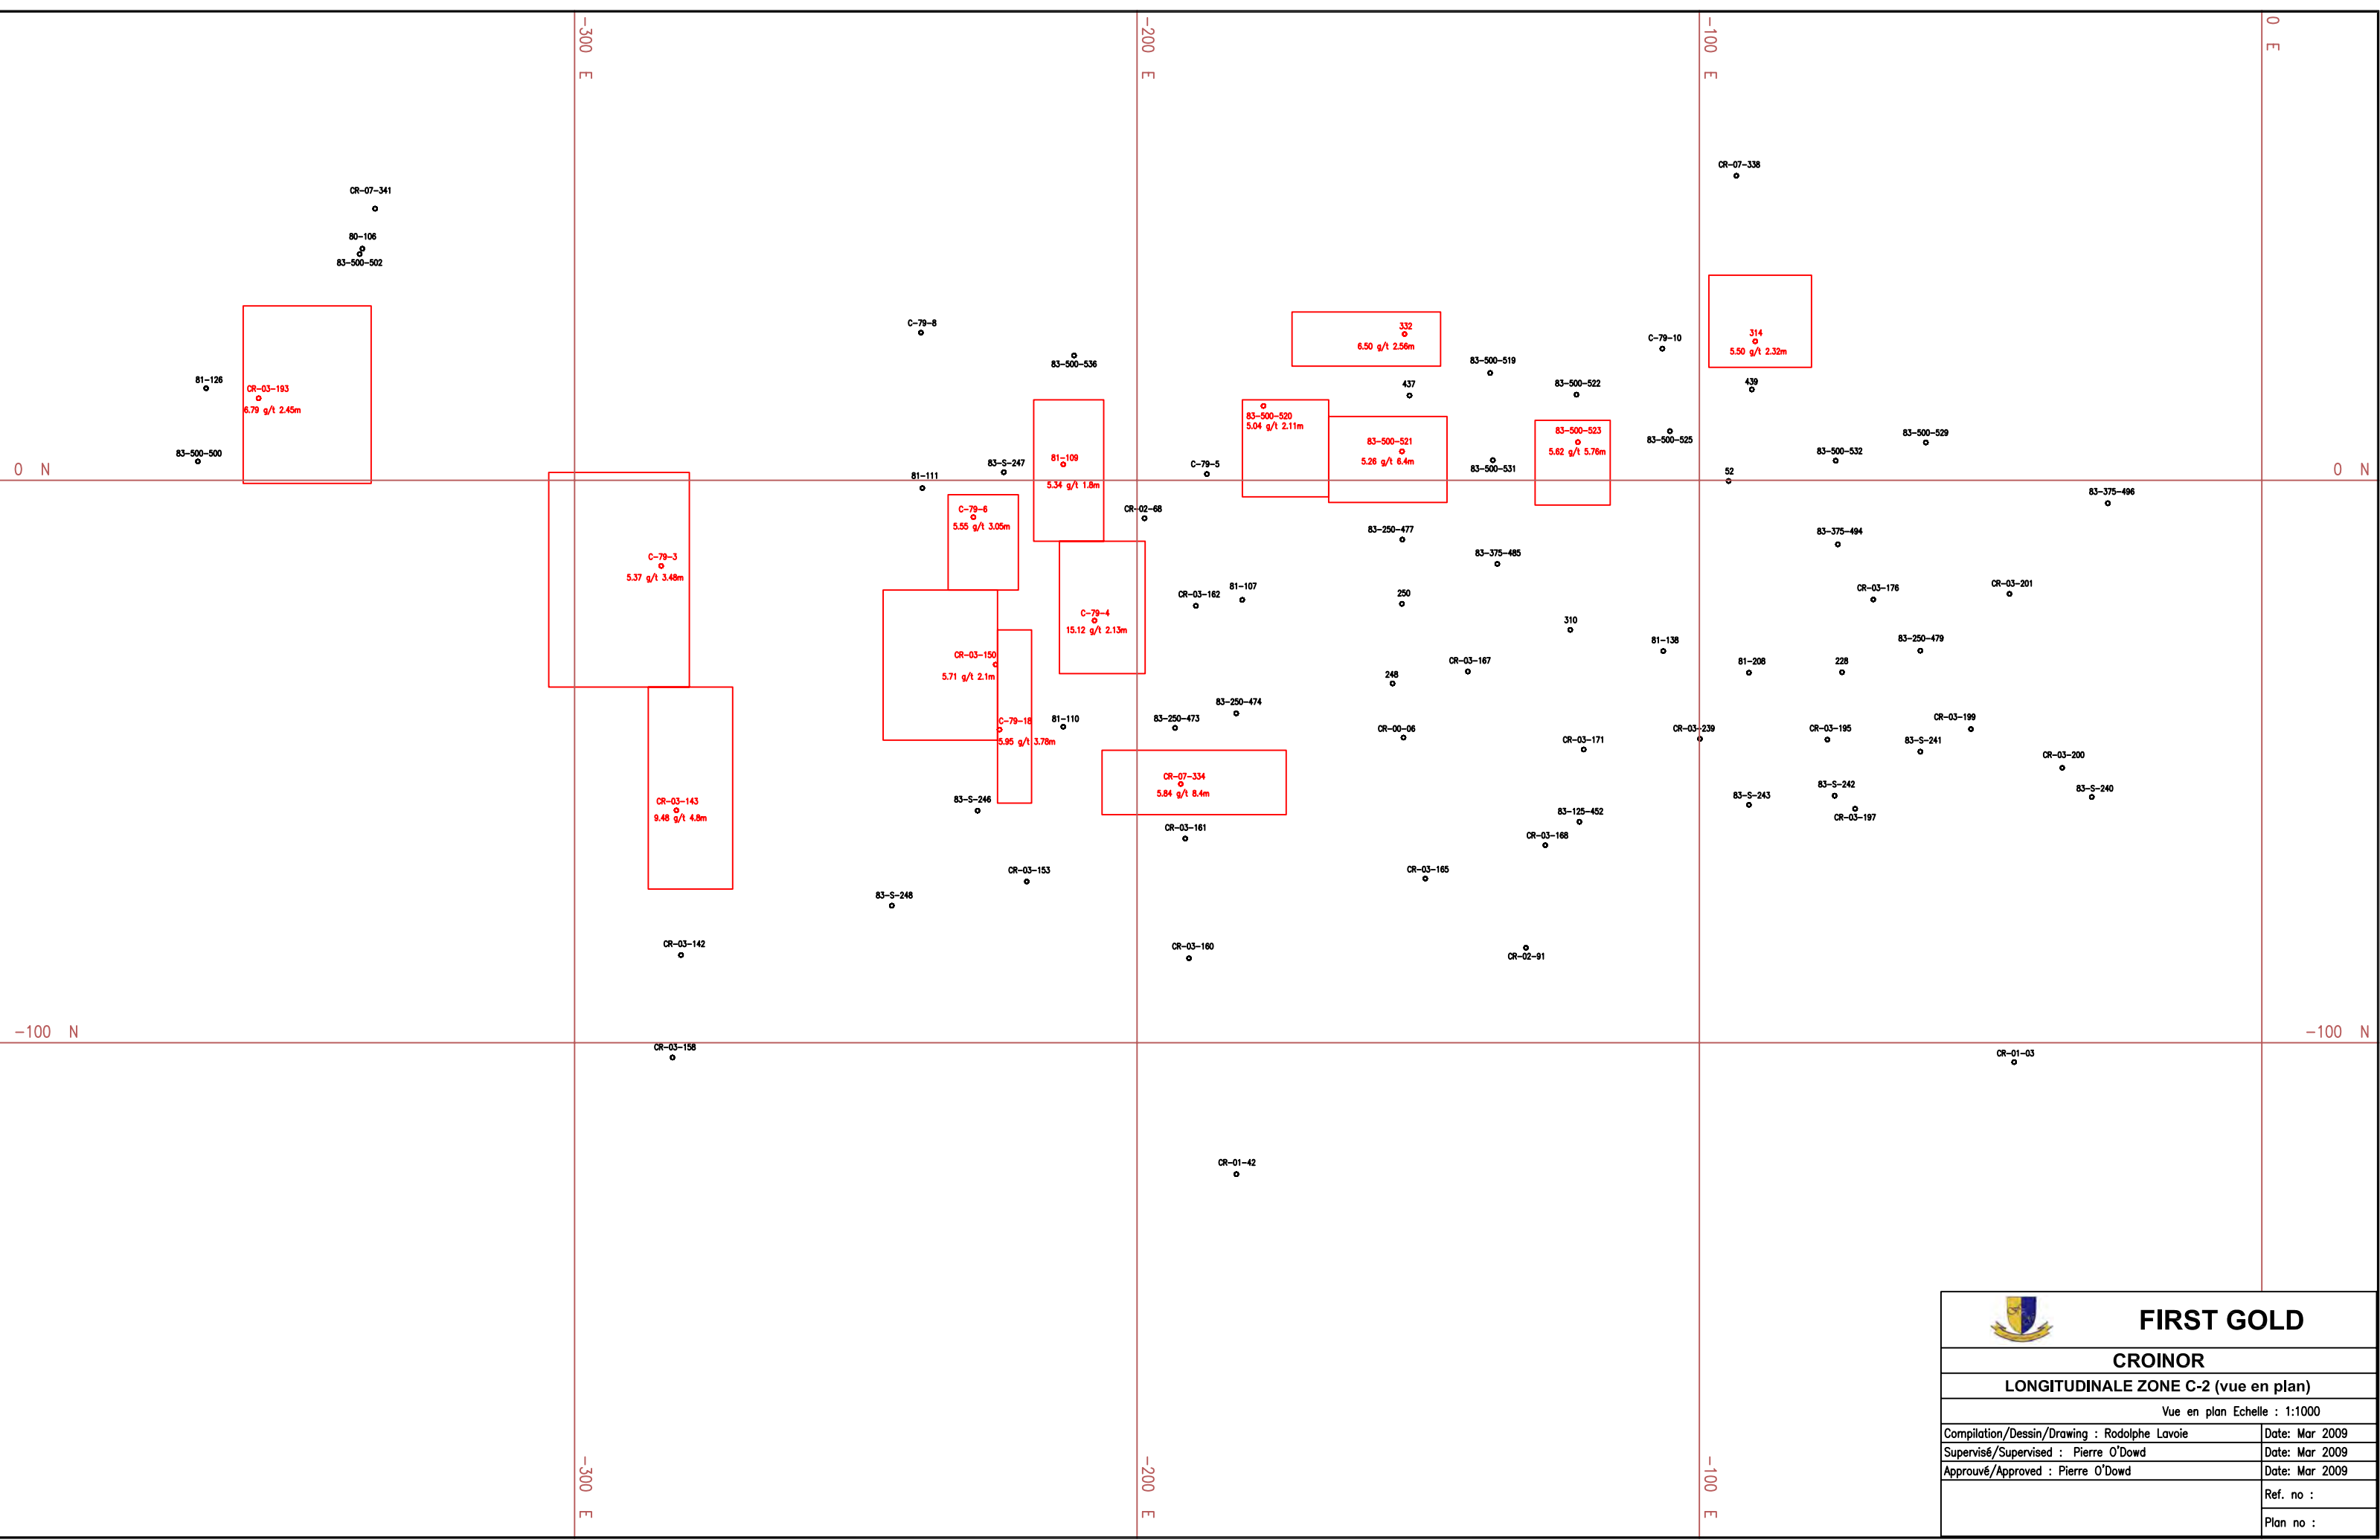 -300 E
-200 E
-100 E
0 E
CR-07-338
CR-07-341
80-106
83-500-502
C-79-8
332
6.50 g/t 2.56m
C-79-10
314
5.50 g/t 2.32m
83-500-536
83-500-519
81-126
CR-03-193
6.79 g/t 2.45m
437
83-500-522
439
83-500-520
5.04 g/t 2.11m
83-500-521
5.26 g/t 6.4m
83-500-523
5.62 g/t 5.76m
83-500-525
83-500-529
83-500-500
83-S-247
81-109
5.34 g/t 1.8m
C-79-5
83-500-531
83-500-532
0 N
0 N
81-111
52
83-375-496
C-79-6
5.55 g/t 3.05m
CR-02-68
83-250-477
83-375-494
C-79-3
5.37 g/t 3.48m
83-375-485
CR-03-162
81-107
250
CR-03-176
CR-03-201
C-79-4
15.12 g/t 2.13m
310
81-138
83-250-479
CR-03-150
5.71 g/t 2.1m
CR-03-167
81-208
228
248
83-250-474
C-79-18
5.95 g/t 3.78m
81-110
83-250-473
CR-00-06
CR-03-171
CR-03-239
CR-03-195
CR-03-199
83-S-241
CR-03-200
CR-07-334
5.84 g/t 8.4m
83-S-242
83-S-240
CR-03-143
9.48 g/t 4.8m
83-S-246
83-S-243
83-125-452
CR-03-197
CR-03-161
CR-03-168
CR-03-153
CR-03-165
83-S-248
CR-03-142
CR-03-160
CR-02-91
-100 N
-100 N
CR-03-158
CR-01-03
CR-01-42
-300 E
-200 E
-100 E
FIRST GOLD
CROINOR
LONGITUDINALE ZONE C-2 (vue en plan)
Vue en plan Echelle : 1:1000
Compilation/Dessin/Drawing : Rodolphe Lavoie
Date: Mar 2009
Supervisé/Supervised : Pierre O'Dowd
Date: Mar 2009
Approuvé/Approved : Pierre O'Dowd
Date: Mar 2009
Ref. no :
Plan no :